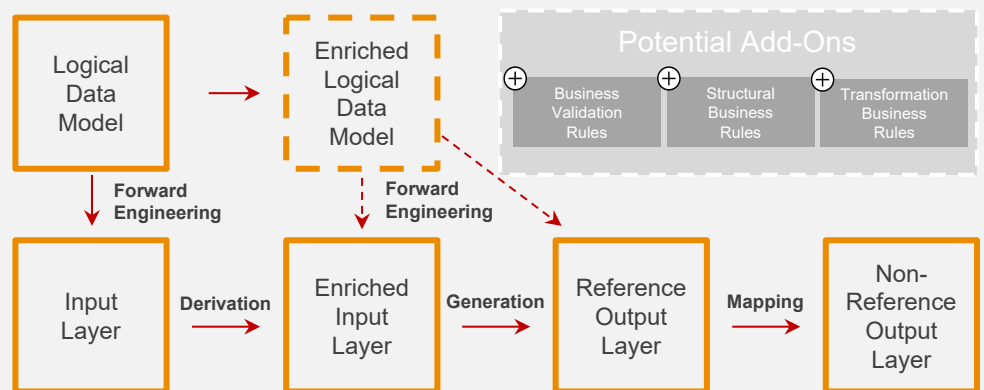 Logical
Data
Model
Enriched
Logical
Data
Model
Potential Add-Ons
Business
Validation
Rules
Structural
Business
Rules
Transformation
Business
Rules
Forward
Engineering
Forward
Engineering
Input
Layer
Derivation
Enriched
Input
Layer
Generation
Reference
Output
Layer
Mapping
Non-
Reference
Output
Layer